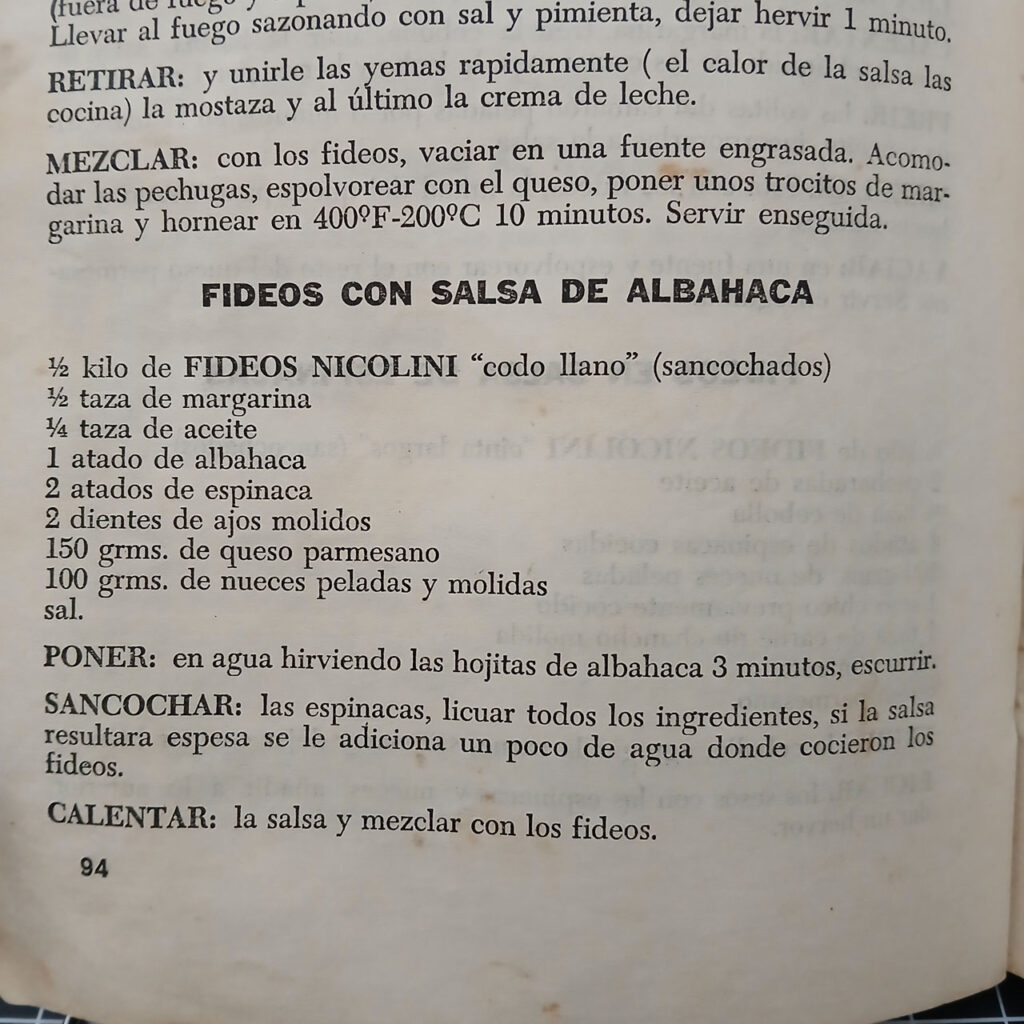 (fuera de fuego y
Llevar al fuego sazonando con sal y pimienta, dejar hervir 1 minuto.
RETIRAR: y unirle las yemas rapidamente ( el calor de la salsa las
cocina) la mostaza y al último la crema de leche.
MEZCLAR: con los fideos, vaciar en una fuente engrasada. Acomo-
dar las pechugas, espolvorear con el queso, poner unos trocitos de mar-
garina y hornear en 400ºF-200ºC 10 minutos. Servir enseguida.
FIDEOS CON SALSA DE ALBAHACA
½ kilo de FIDEOS NICOLINI “codo llano” (sancochados)
½ taza de margarina
¼ taza de aceite
1 atado de albahaca
2 atados de espinaca
2 dientes de ajos molidos
150 grms. de queso parmesano
100 grms. de nueces peladas y mólidas
sal.
PONER: en agua hirviendo las hojitas de albahaca 3 minutos, escurrir.
SANCOCHAR: las espinacas, licuar todos los ingredientes, si la salsa
resultara espesa se le adiciona un poco de agua donde cocieron los
fideos.
CALENTAR: la salsa y mezclar con los fideos.
94